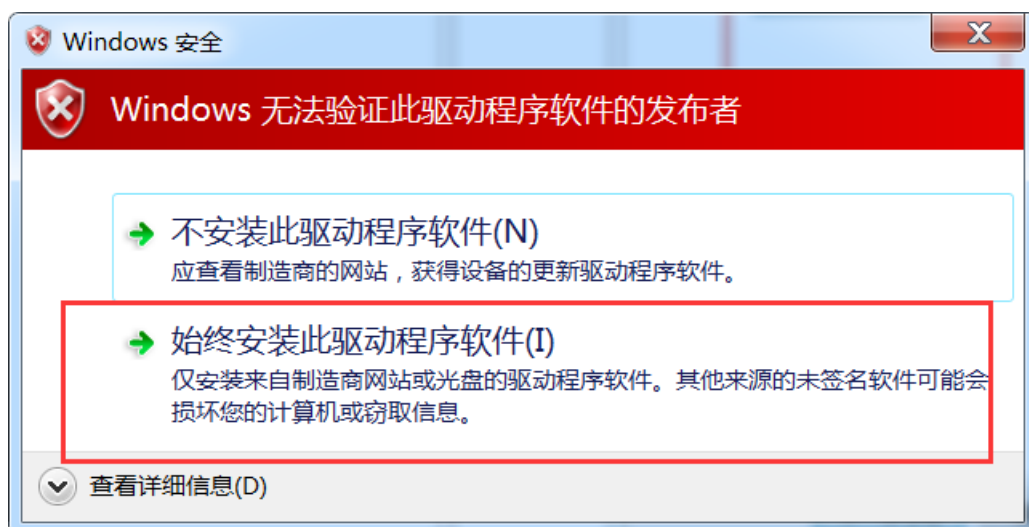 Windows 安全
Windows 无法验证此驱动程序软件的发布者
不安装此驱动程序软件(N)
应查看制造商的网站，获得设备的更新驱动程序软件。
始终安装此驱动程序软件(I)
仅安装来自制造商网站或光盘的驱动程序软件。其他来源的未签名软件可能会
损坏您的计算机或窃取信息。
查看详细信息(D)